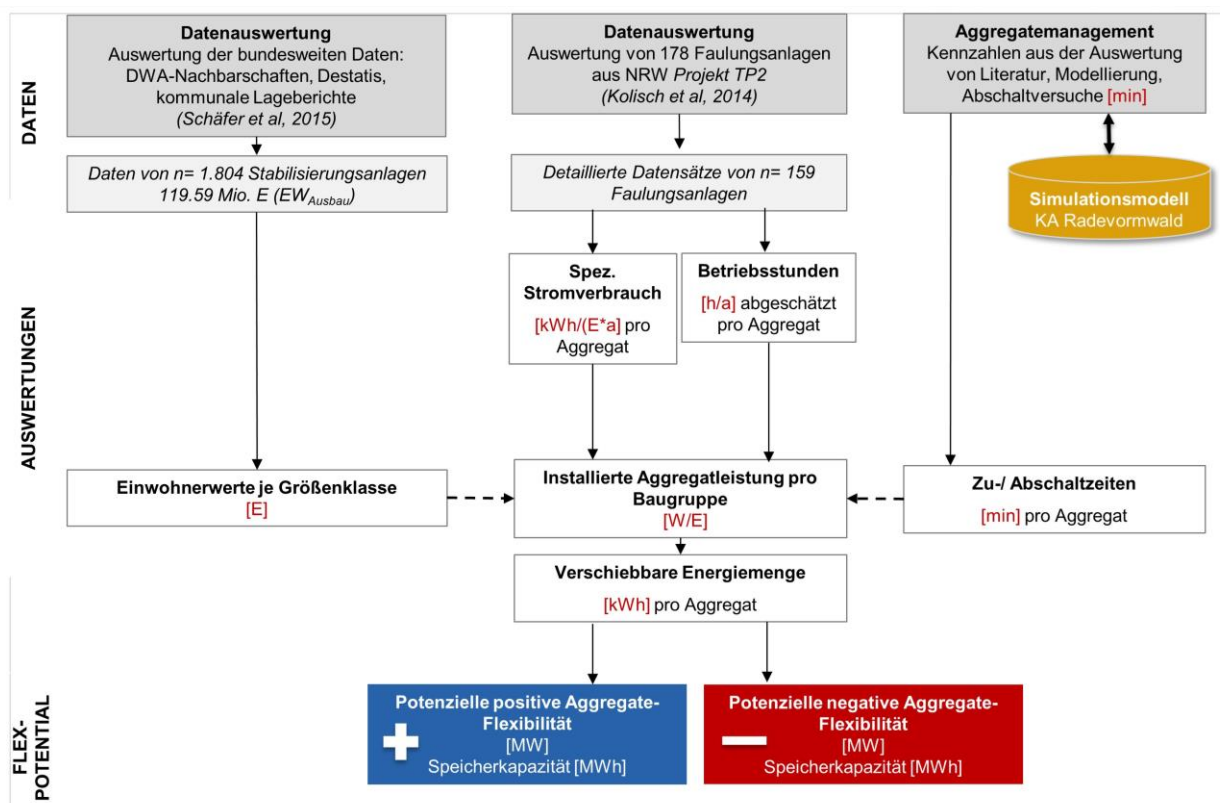 DATEN
Datenauswertung
Auswertung der bundesweiten Daten:
DWA-Nachbarschaften, Destatis,
kommunale Lageberichte
(Schäfer et al, 2015)
Datenauswertung
Auswertung von 178 Faulungsanlagen
aus NRW Projekt TP2
(Kolisch et al, 2014)
Aggregatemanagement
Kennzahlen aus der Auswertung
von Literatur, Modellierung,
Abschaltversuche [min]
Daten von n= 1.804 Stabilisierungsanlagen
119.59 Mio. E (EWAusbau)
Detaillierte Datensätze von n= 159
Faulungsanlagen
Simulationsmodell
KA Radevormwald
AUSWERTUNGEN
Spez.
Stromverbrauch
[kWh/(E*a] pro
Aggregat
Betriebsstunden
[h/a] abgeschätzt
pro Aggregat
Einwohnerwerte je Größenklasse
[E]
Installierte Aggregatleistung pro
Baugruppe
[W/E]
Zu-/ Abschaltzeiten
[min] pro Aggregat
Verschiebbare Energiemenge
[kWh] pro Aggregat
FLEX-
POTENTIAL
Potenzielle positive Aggregate-
Flexibilität
[MW]
Speicherkapazität [MWh]
Potenzielle negative Aggregate-
Flexibilität
[MW]
Speicherkapazität [MWh]